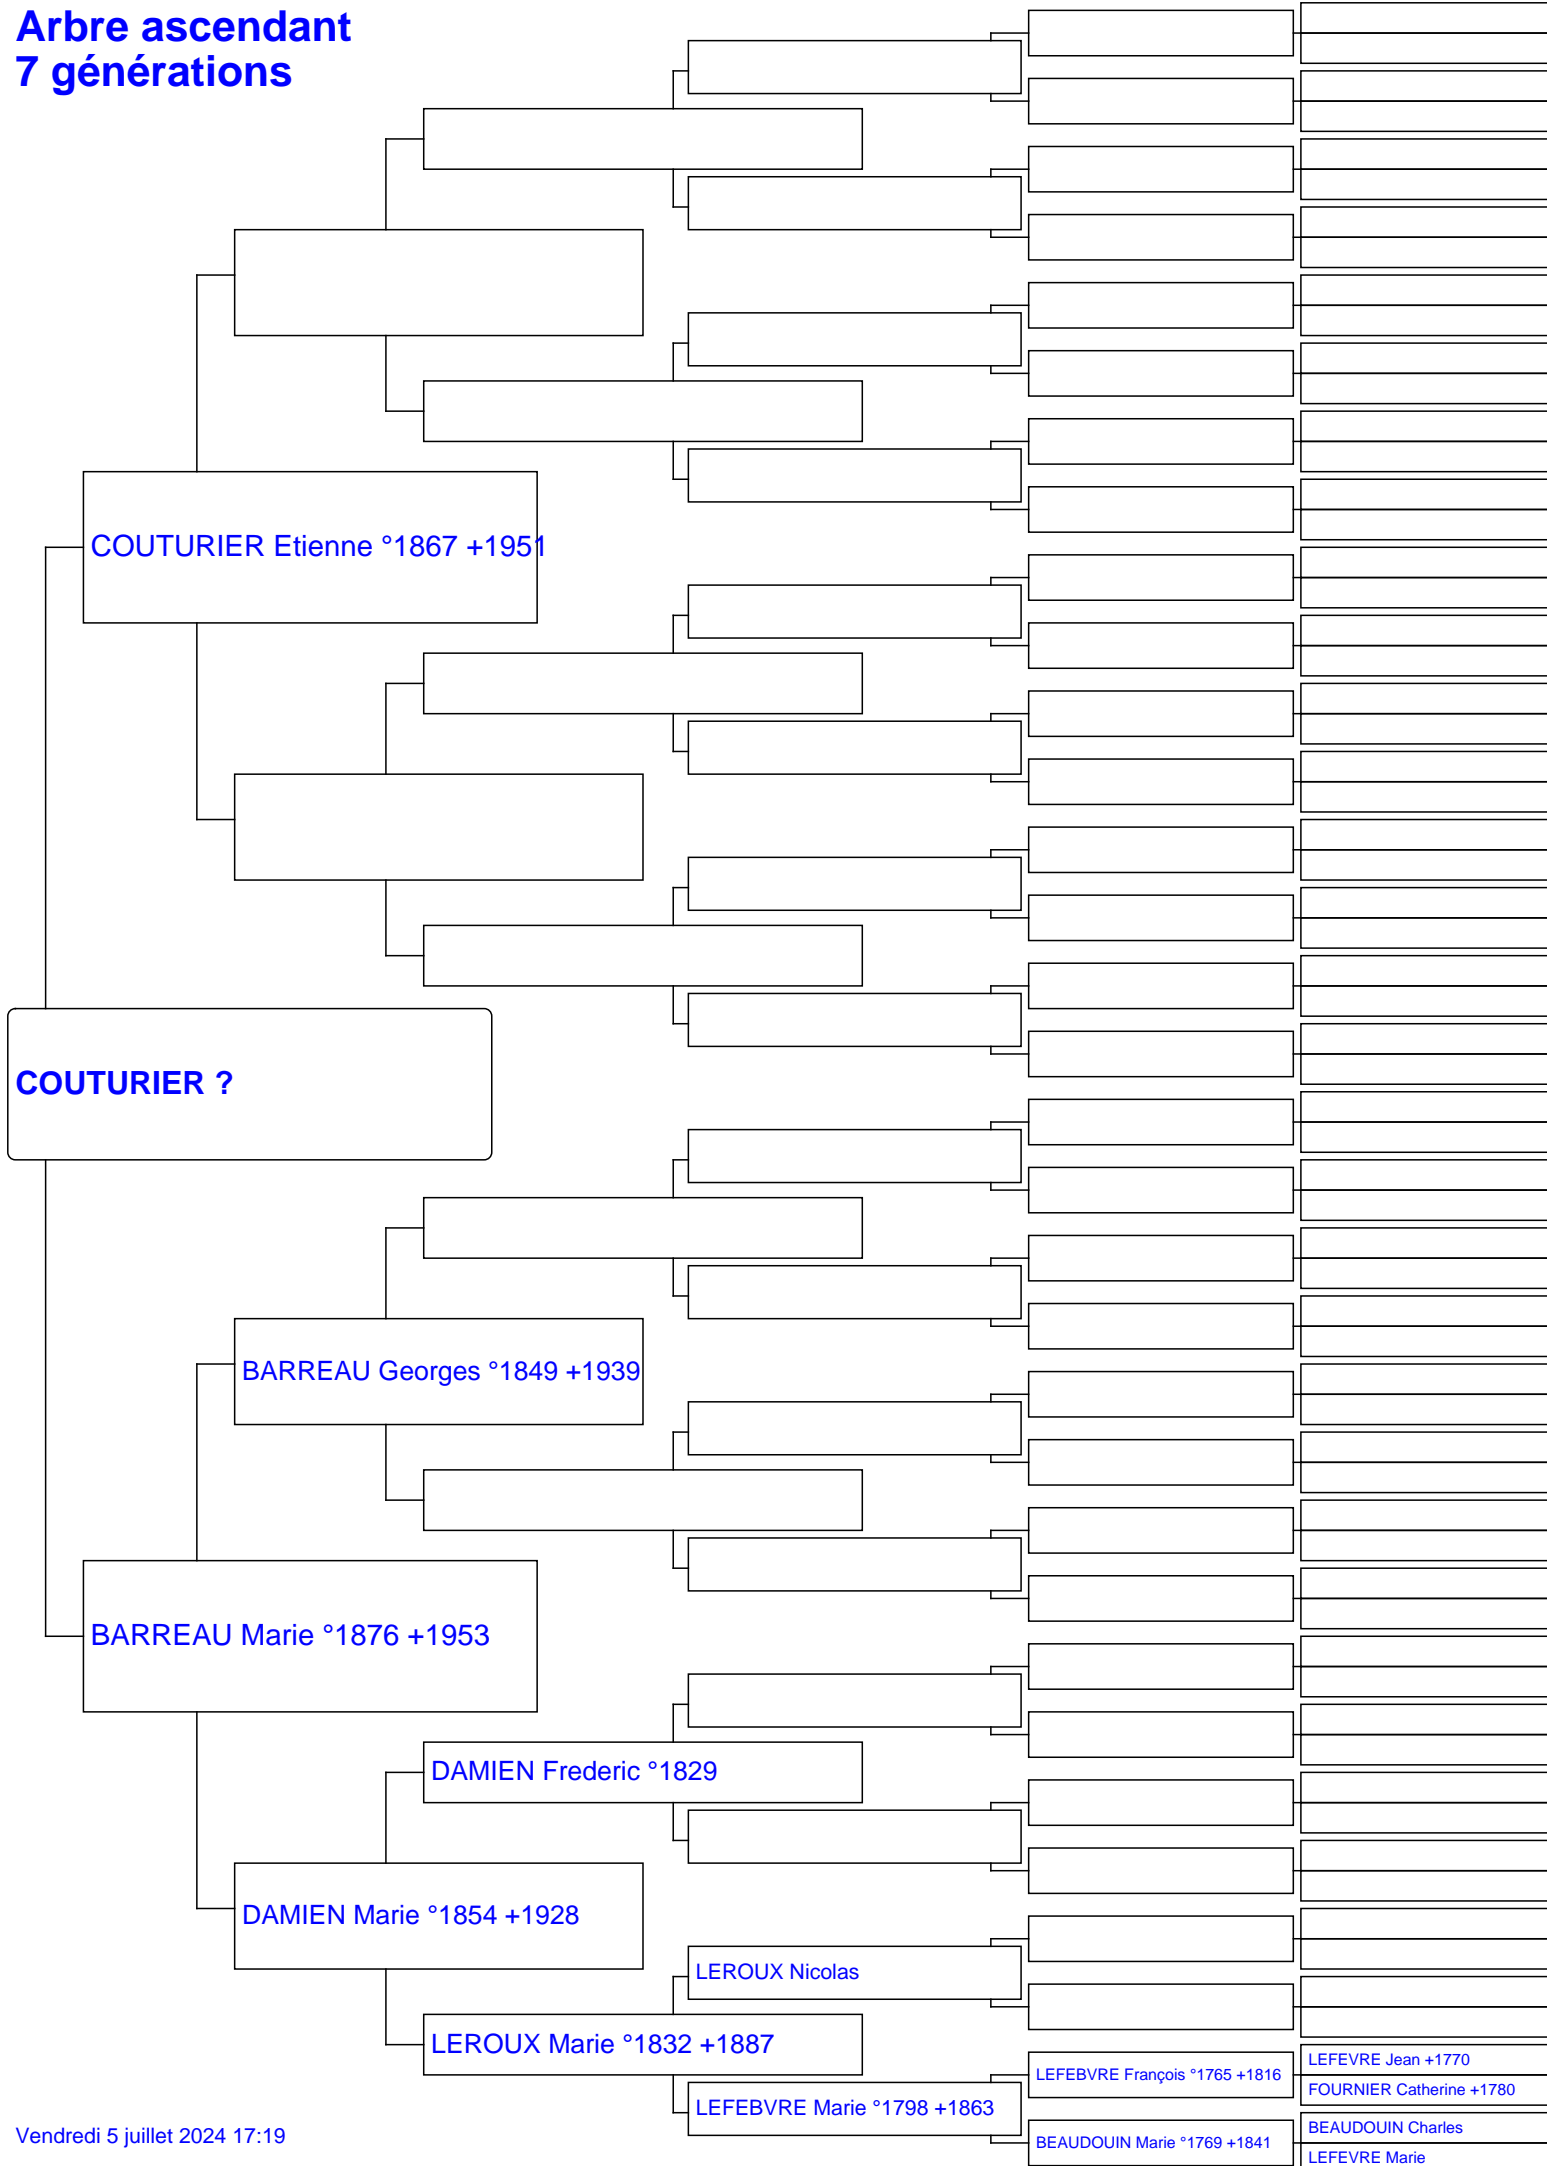 Arbre ascendant
7 générations
COUTURIER Etienne °1867 +1951
COUTURIER ?
BARREAU Georges °1849 +1939
BARREAU Marie °1876 +1953
DAMIEN Frederic °1829
DAMIEN Marie °1854 +1928
LEROUX Nicolas
LEROUX Marie °1832 +1887
LEFEBVRE Marie °1798 +1863
LEFEBVRE François °1765 +1816
BEAUDOUIN Marie °1769 +1841
LEFEVRE Jean +1770
FOURNIER Catherine +1780
BEAUDOUIN Charles
LEFEVRE Marie
Vendredi 5 juillet 2024 17:19